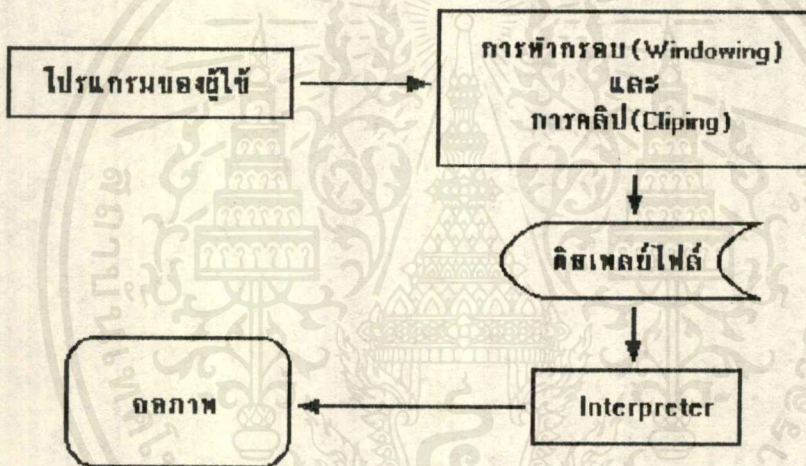 โปรแกรมของผู้ใช้
การทำกรอบ (Windowing)
และ
การคลิป (Cliping)
ดิสเพลย์ไฟล์
Interpreter
จอภาพ